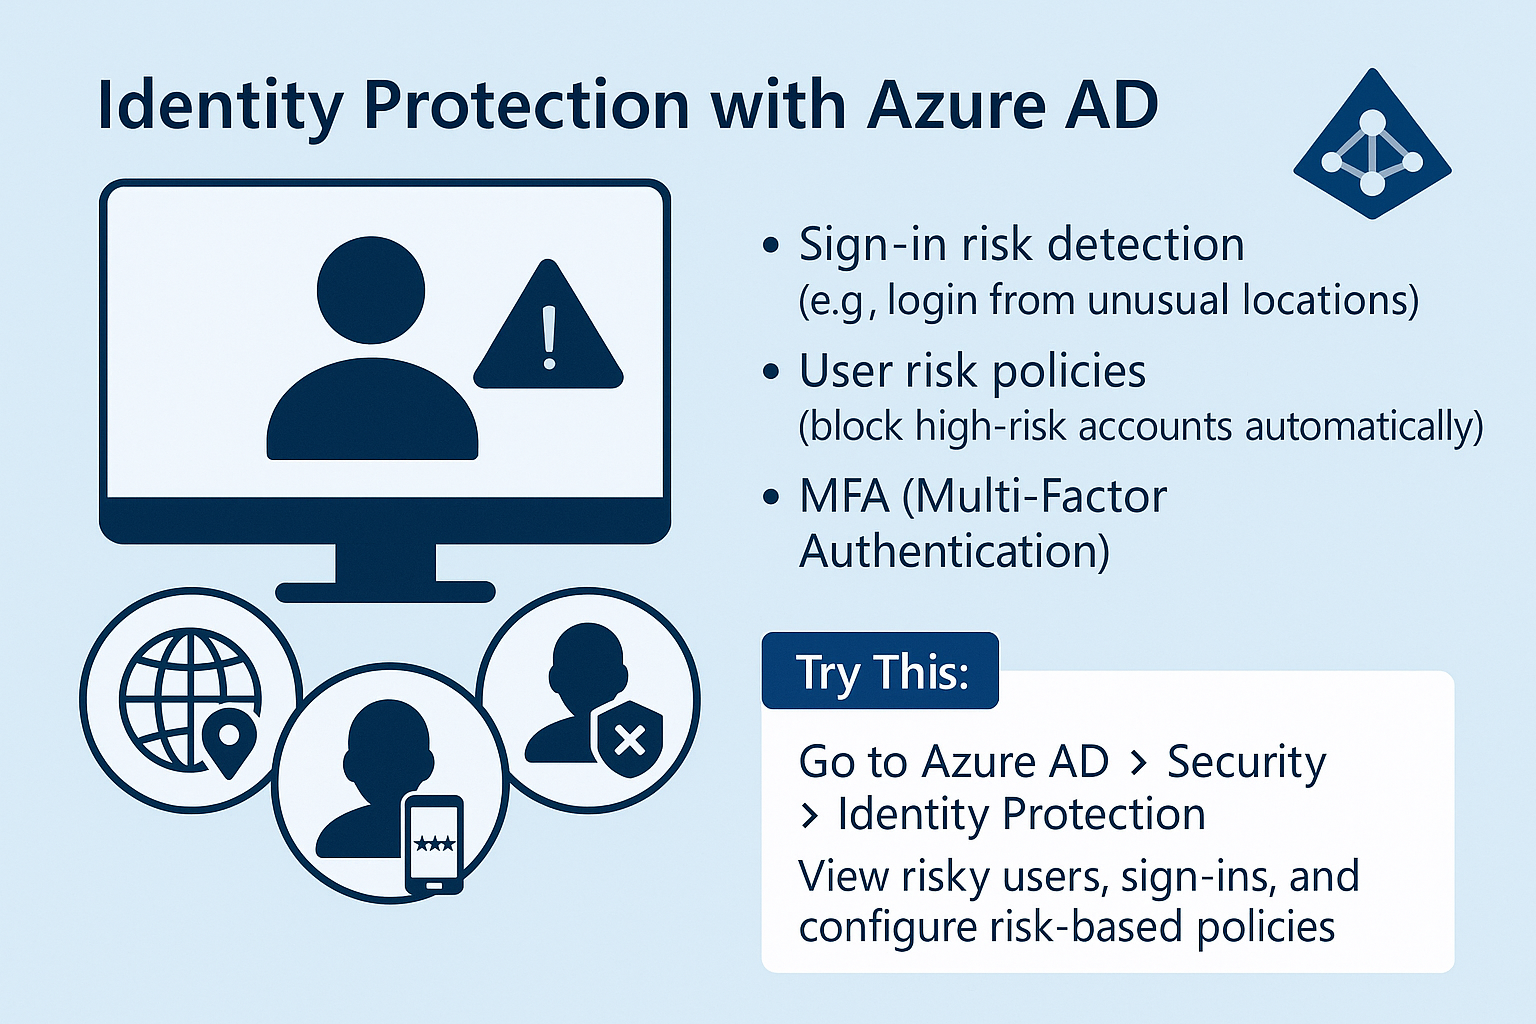 Identity Protection with Azure AD
• Sign-in risk detection
(e.g, login from unusual locations)
• User risk policies
(block high-risk accounts automatically)
• MFA (Multi-Factor
Authentication)
Try This:
Go to Azure AD > Security
> Identity Protection
View risky users, sign-ins, and
configure risk-based policies